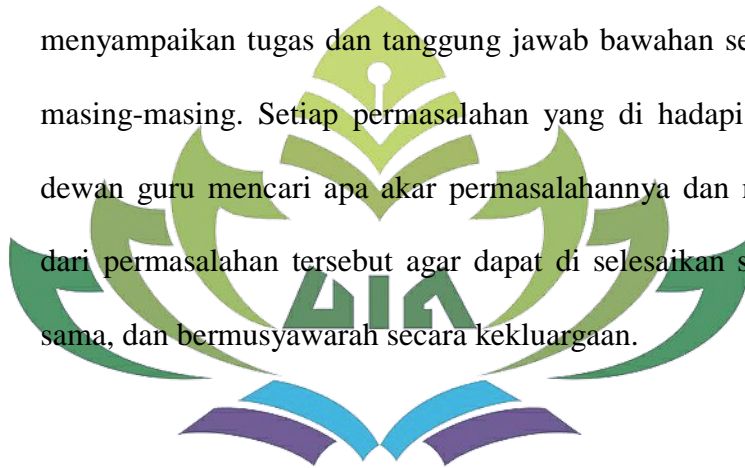 menyampaikan tugas dan tanggung jawab bawahan se
masing-masing. Setiap permasalahan yang di hadapi
dewan guru mencari apa akar permasalahannya dan
dari permasalahan tersebut agar dapat di selesaikan s
UIN
sama, dan bermusyawarah secara kekluargaan.